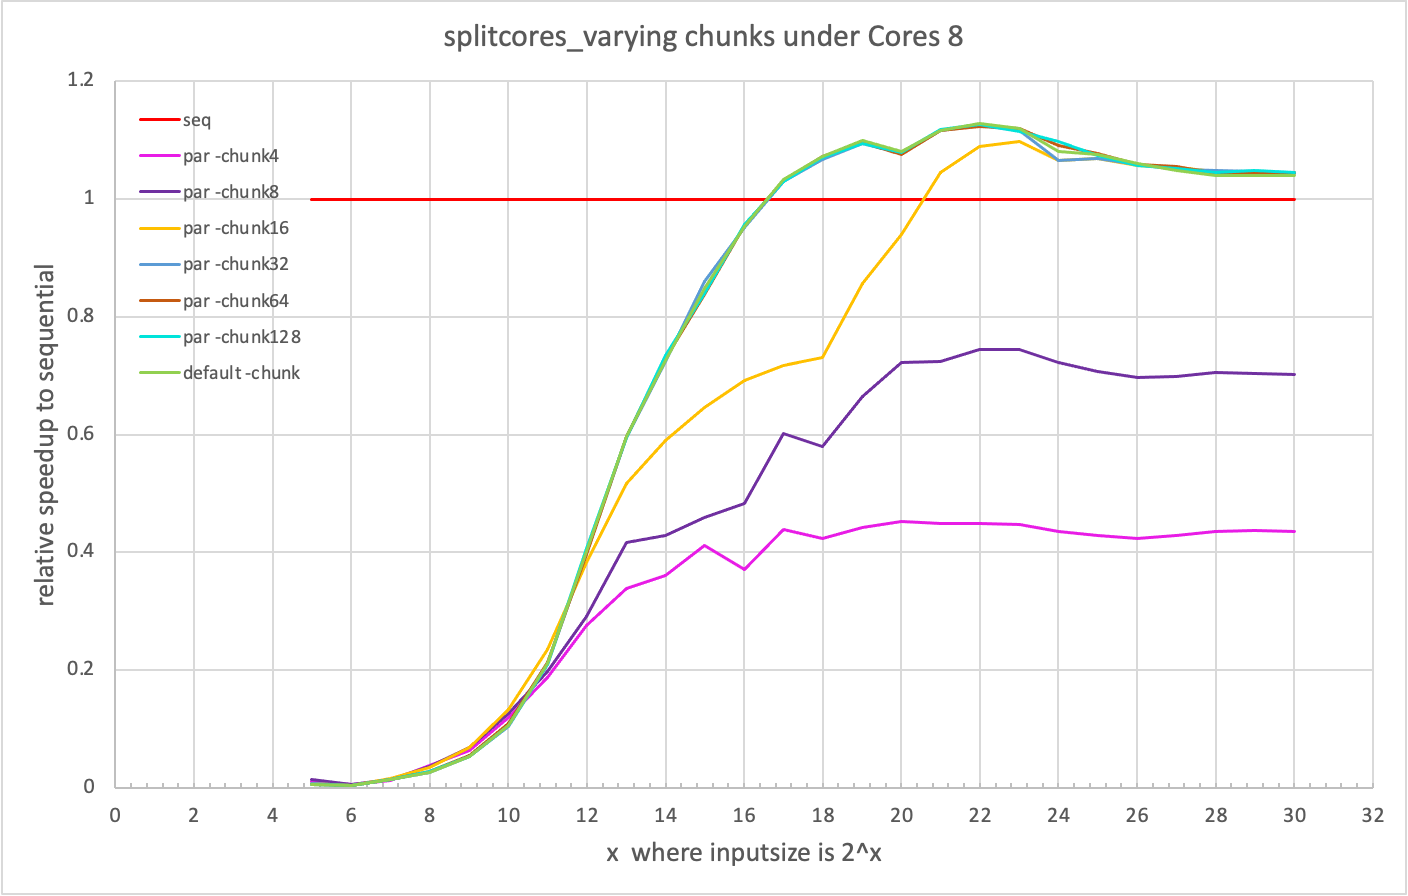 splitcores_varying chunks under Cores 8
1.2
1
0.8
0.6
0.4
0.2
0
seq
par -chunk4
par -chunk8
par -chunk16
par -chunk32
par -chunk64
par -chunk128
default -chunk
relative speedup to sequential
0 2 4 6 8 10 12 14 16 18 20 22 24 26 28 30 32
x where inputsize is 2^x